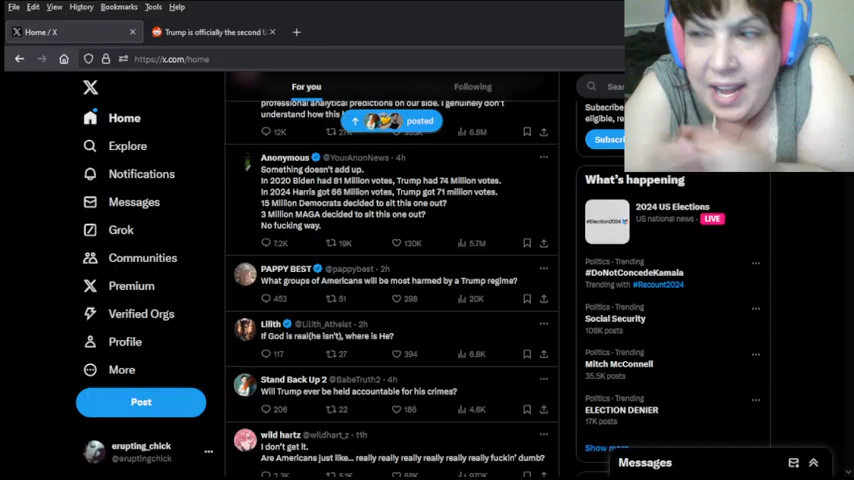 File Edit View History Bookmarks Tools Help
Home / X
Trump is officially the second U
https://x.com/home
For you
Following
Sear
Home
Explore
Notifications
Messages
Grok
Communities
Premium
Verified Orgs
Profile
More
Post
erupting_chick
@eruptingchick
professional analytical predictions on our side. I genuinely don't
understand how this
posted
12K 6.8M
Anonymous @YourAnonNews · 4h
Something doesn't add up.
In 2020 Biden had 81 Million votes, Trump had 74 Million votes.
In 2024 Harris got 66 Million votes, Trump got 71 million votes.
15 Million Democrats decided to sit this one out?
3 Million MAGA decided to sit this one out?
No fucking way.
7.2K 19K 130K 5.7M
PAPPY BEST @pappybest · 2h
What groups of Americans will be most harmed by a Trump regime?
453 51 298 20K
Lilith @Lilith_Atheist · 2h
If God is real(he isn't), where is He?
117 27 394 6.8K
Stand Back Up 2 @BabeTruth2 · 4h
Will Trump ever be held accountable for his crimes?
206 22 186 4.6K
wild hartz @wildhartz_z · 11h
I don't get it.
Are Americans just like... really really really really really really fuckin' dumb?
Subscribe
eligible, re
Subscri
What's happening
2024 US Elections
US national news · LIVE
#Election2024
Politics · Trending
#DoNotConcedeKamala
Trending with #Recount2024
Politics · Trending
Social Security
106K posts
Politics · Trending
Mitch McConnell
35.5K posts
Politics · Trending
ELECTION DENIER
17K posts
Show more
Messages